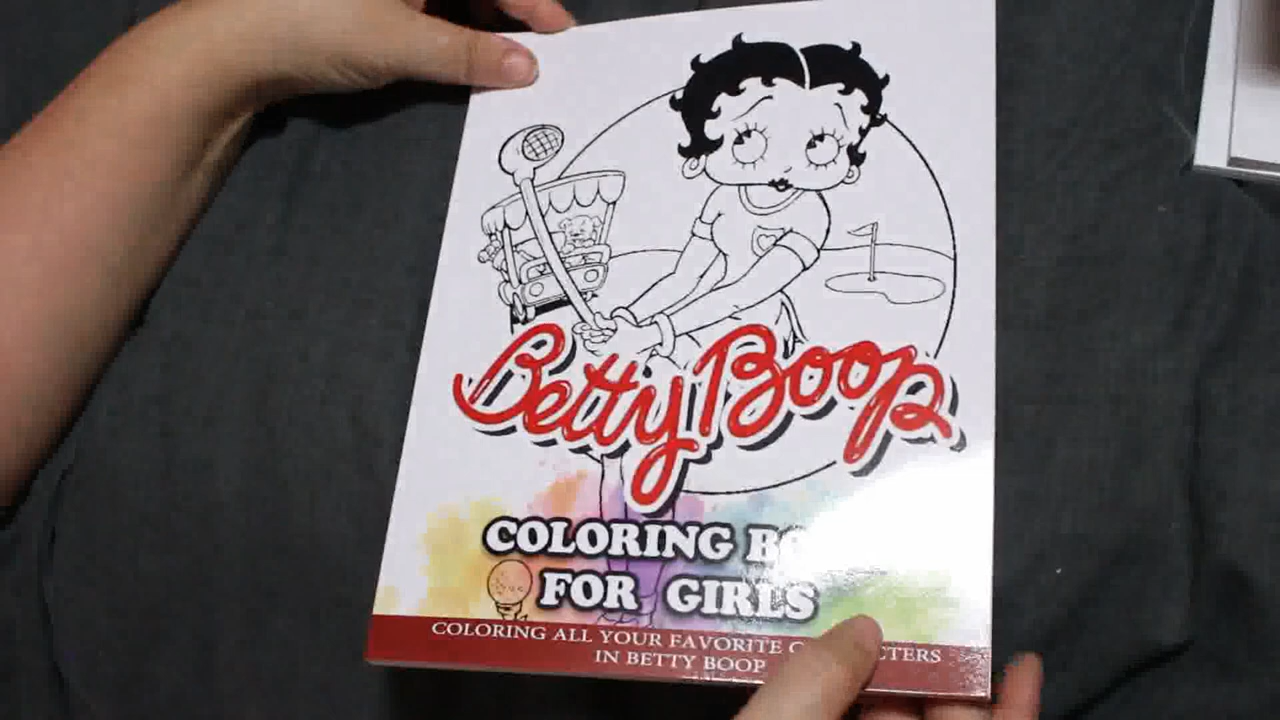 Betty Boop
COLORING
FOR GIRLS
COLORING ALL YOUR FAVORITE
IN BETTY BOOP